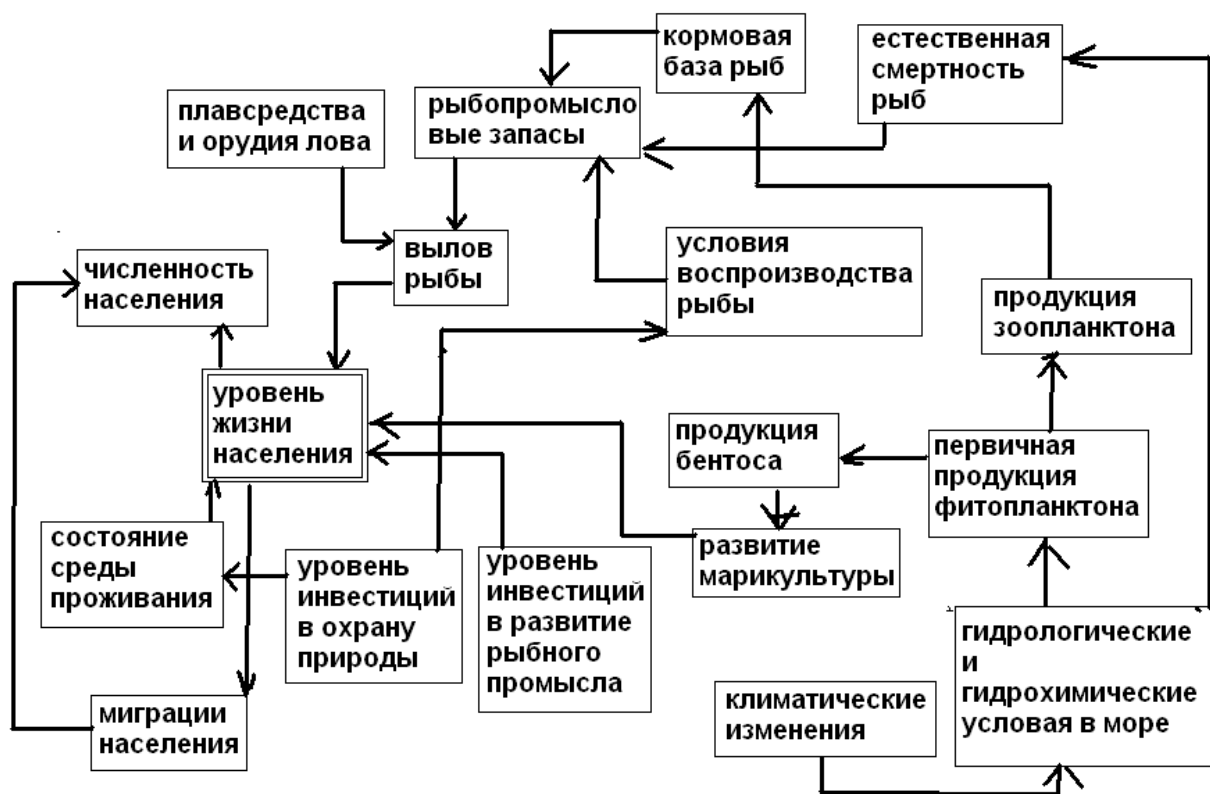 кормовая
база рыб
естественная
смертность
рыб
плавсредства
и орудия лова
рыбопромысло
вые запасы
численность
населения
вылов
рыбы
условия
воспроизводства
рыбы
продукция
зоопланктона
уровень
жизни
населения
продукция
бентоса
первичная
продукция
фитопланктона
состояние
среды
проживания
уровень
инвестиций
в охрану
природы
уровень
инвестиций
в развитие
рыбного
промысла
развитие
марикультуры
гидрологические
и
гидрохимические
условая в море
миграции
населения
климатические
изменения